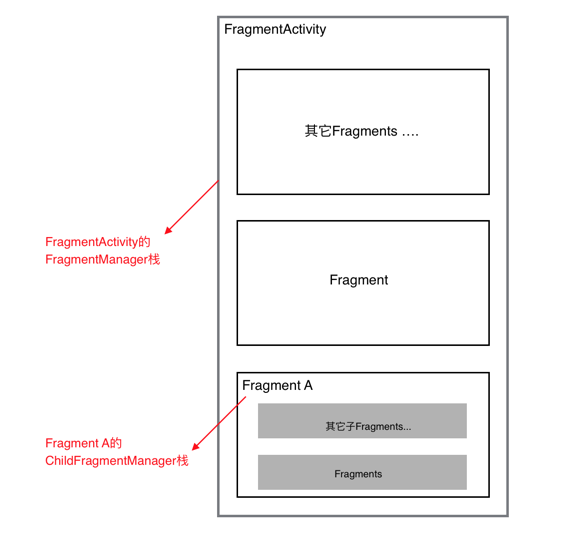 FragmentActivity
其它Fragments ….
FragmentActivity的
FragmentManager栈
Fragment
Fragment A
其它子Fragments...
Fragment A的
ChildFragmentManager栈
Fragments